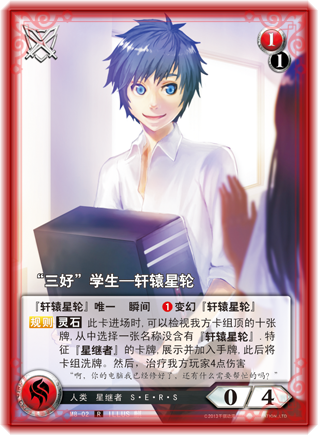 1
1
“三好”学生—轩辕星轮
『轩辕星轮』唯一 瞬间 1变幻『轩辕星轮』
规则 灵石 此卡进场时,可以检视我方卡组顶的十张
牌,从中选择一张名称没含有『轩辕星轮』.特
征『星继者』的卡牌,展示并加入手牌,此后将
卡组洗牌。然后，治疗我方玩家4点伤害
“啊，你的电脑我已经修好了，还有什么需要帮忙的吗？”
人类 星继者 S·E·R·S
0/4
R